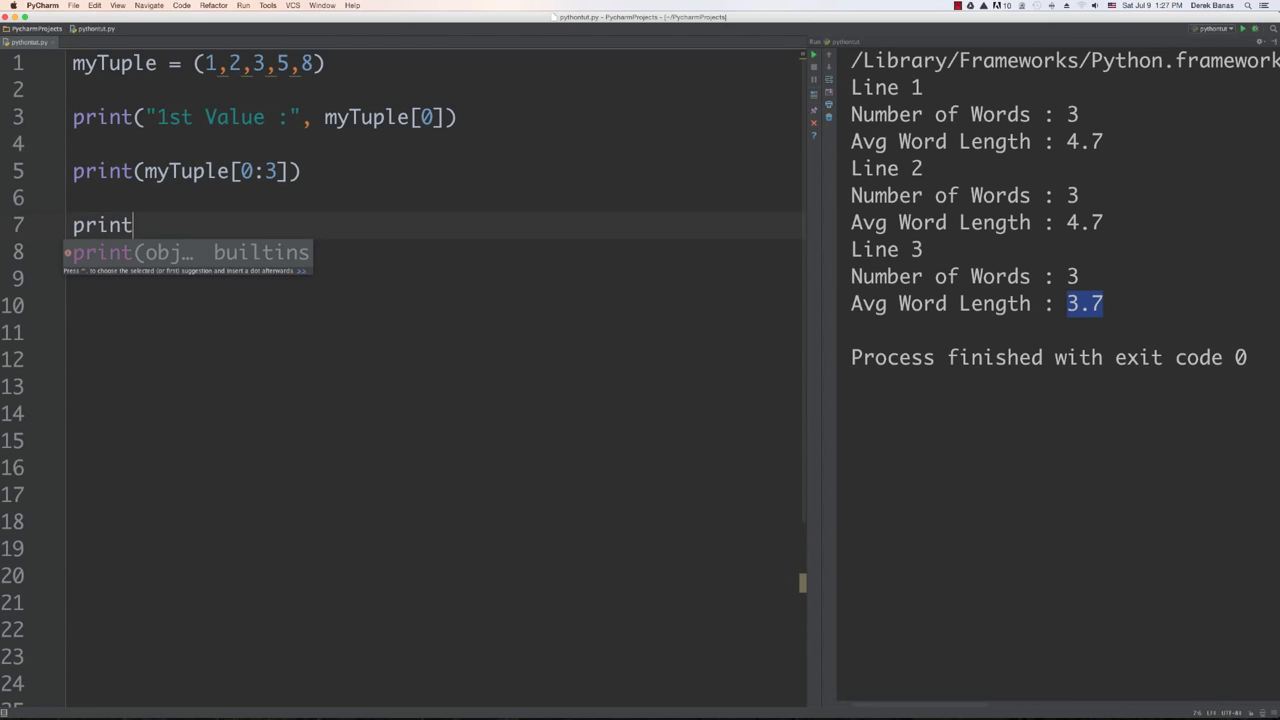 PyCharm File Edit View Navigate Code Refactor Run Tools VCS Window Help
10 Sat Jul 9 1:27 PM Derek Banas
pythontut.py - PycharmProjects - [~/PycharmProjects]
PycharmProjects pythontut.py pythontut
pythontut.py
Run pythontut
1 myTuple = (1,2,3,5,8)
2
3 print("1st Value :", myTuple[0])
4
5 print(myTuple[0:3])
6
7 print
8 print(obj… builtins
Press ^. to choose the selected (or first) suggestion and insert a dot afterwards >>
9
10
11
12
13
14
15
16
17
18
19
20
21
22
23
24
/Library/Frameworks/Python.framework
Line 1
Number of Words : 3
Avg Word Length : 4.7
Line 2
Number of Words : 3
Avg Word Length : 4.7
Line 3
Number of Words : 3
Avg Word Length : 3.7
Process finished with exit code 0
7:6 LF÷ UTF-8÷